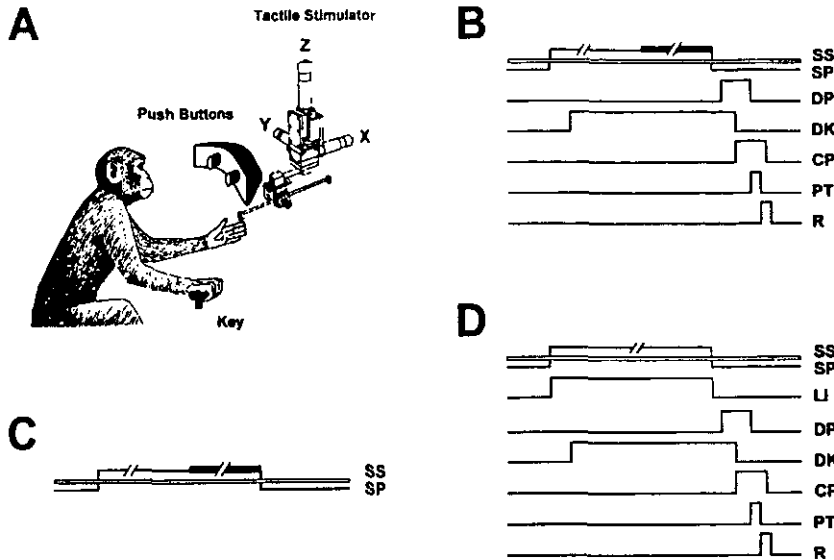 A
Tactile Stimulator
Z
Push Buttons
Y
X
Key
B
SS
SP
DP
DK
CP
PT
R
C
SS
SP
D
SS
SP
LI
DP
DK
CP
PT
R